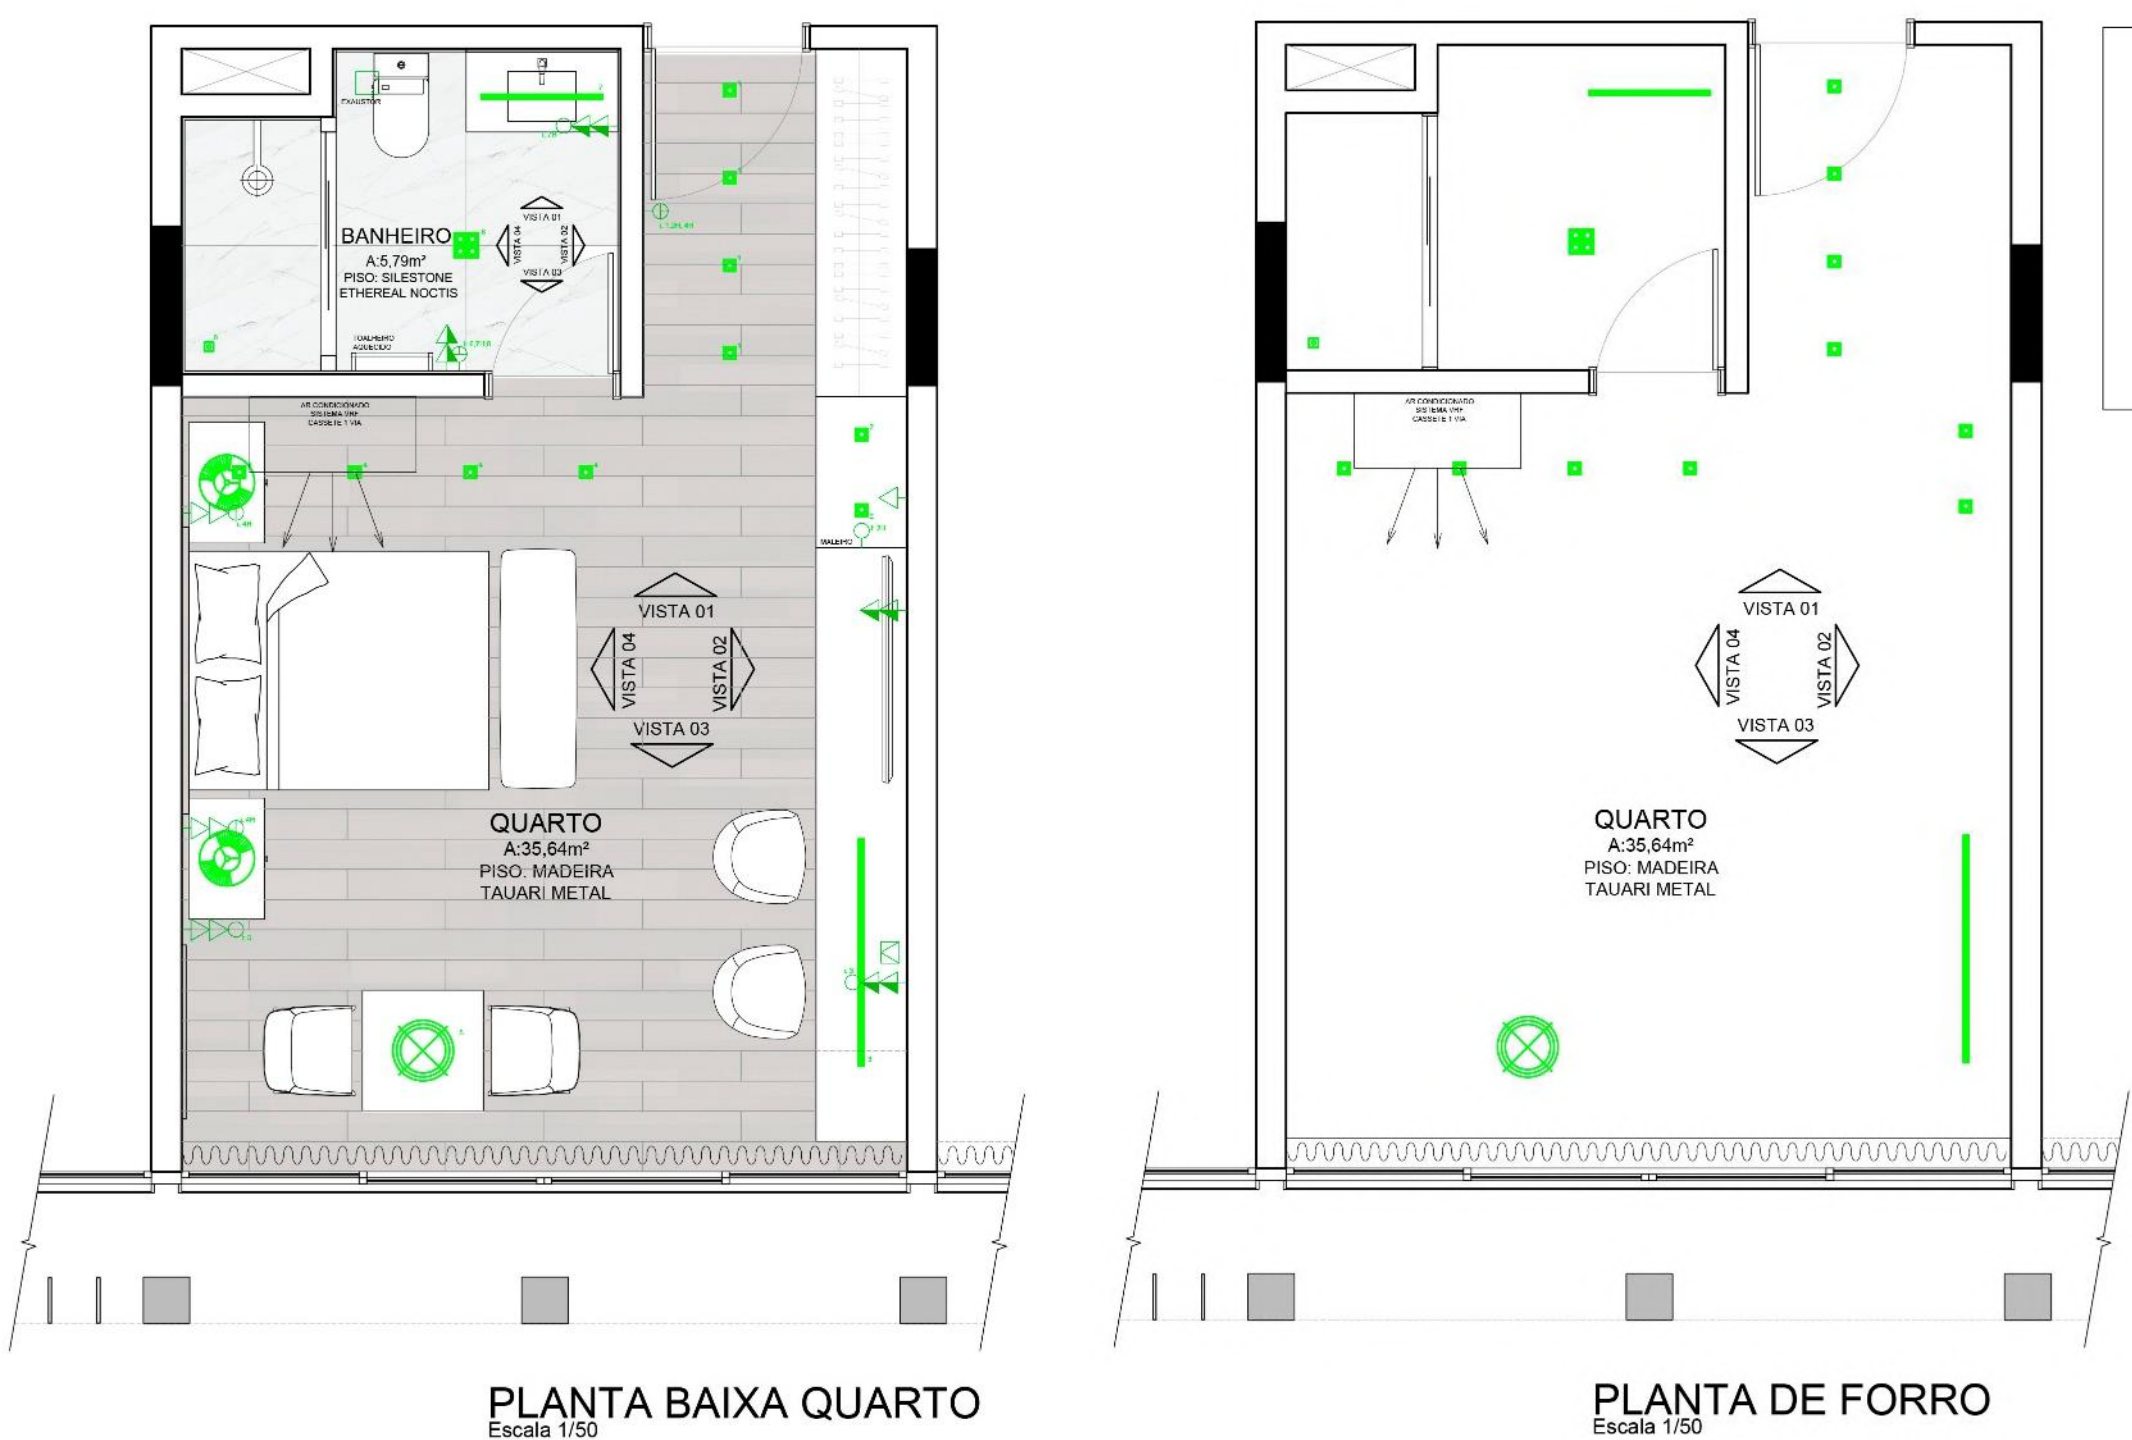 EXAUSTOR
BANHEIRO
A:5,79m²
PISO: SILESTONE
ETHEREAL NOCTIS
VISTA 01
VISTA 04
VISTA 02
VISTA 03
TOALHEIRO
AQUECIDO
AR CONDICIONADO
SISTEMA VRF
CASSETE 1 VIA
MALEIRO
VISTA 01
VISTA 04
VISTA 02
VISTA 03
QUARTO
A:35,64m²
PISO: MADEIRA
TAUARI METAL
PLANTA BAIXA QUARTO
Escala 1/50
AR CONDICIONADO
SISTEMA VRF
CASSETE 1 VIA
VISTA 01
VISTA 04
VISTA 02
VISTA 03
QUARTO
A:35,64m²
PISO: MADEIRA
TAUARI METAL
PLANTA DE FORRO
Escala 1/50